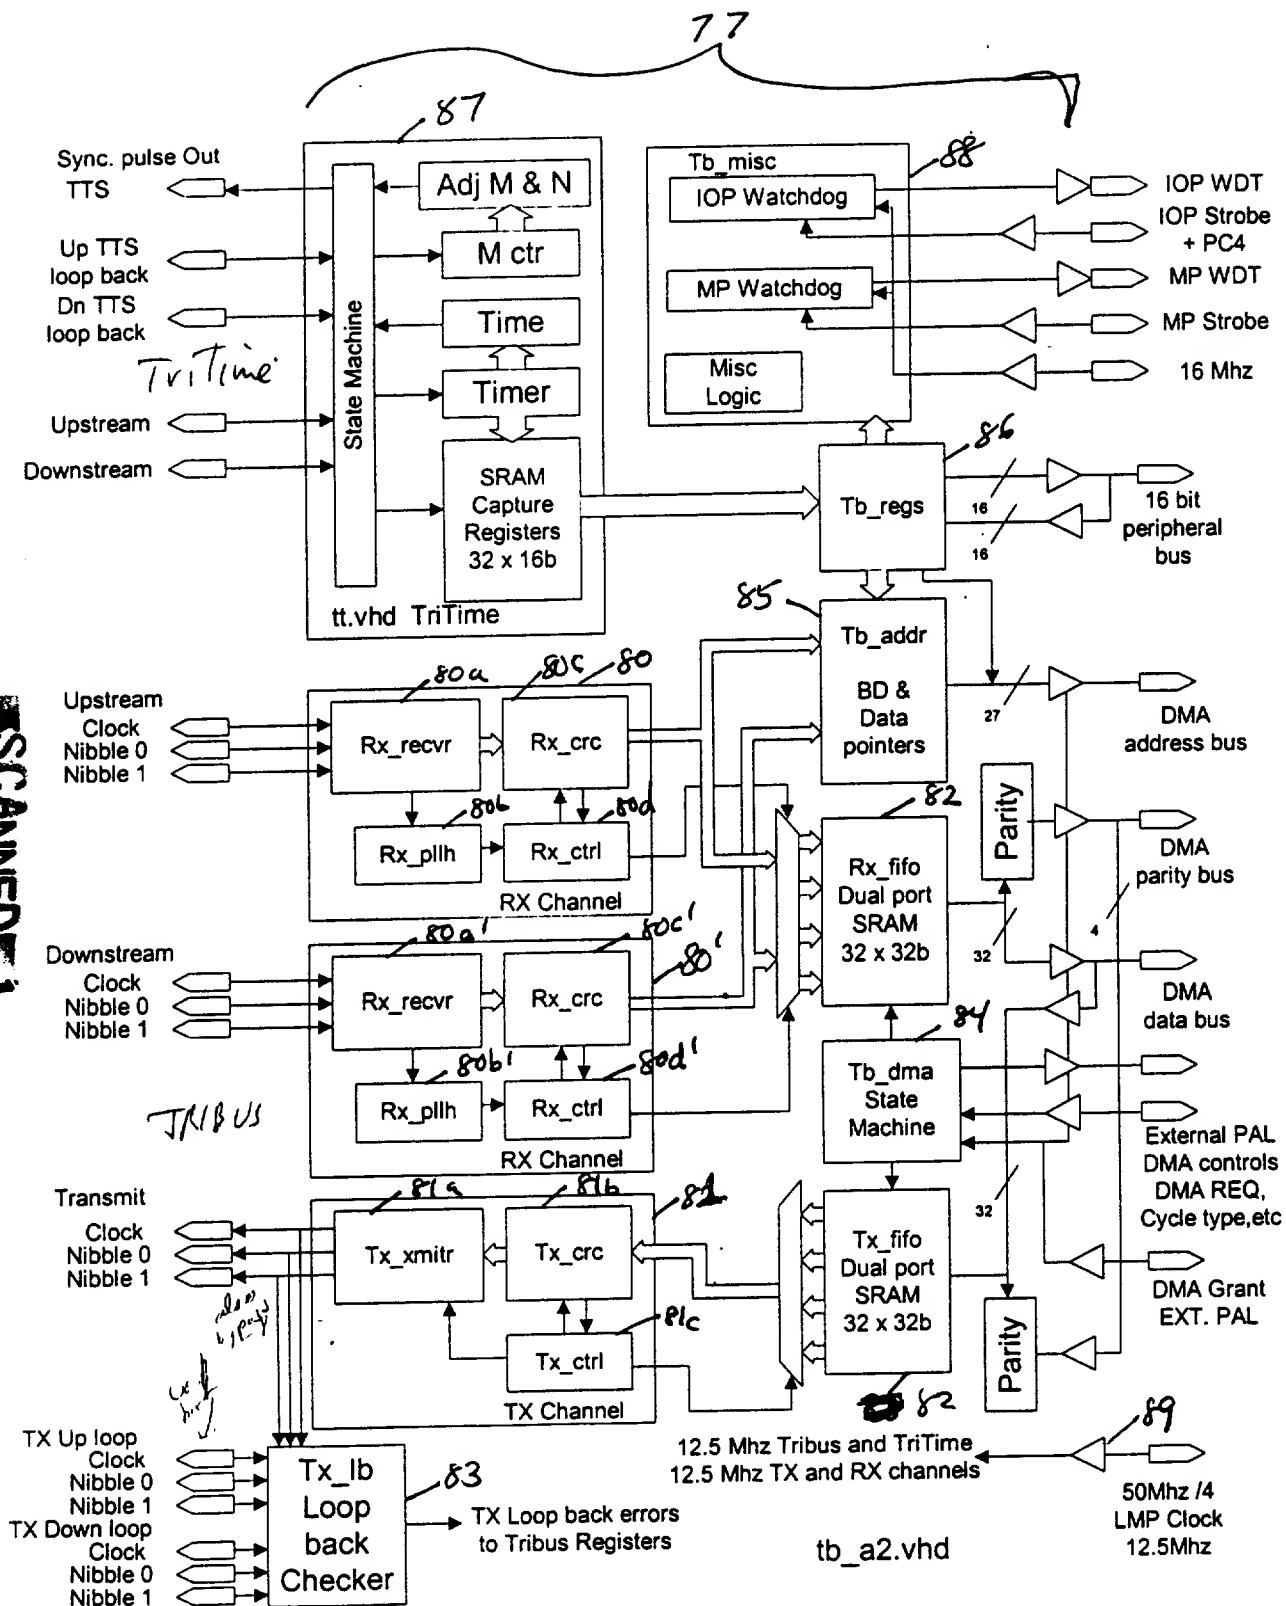 77
87
Sync. pulse Out
TTS
Up TTS
loop back
Dn TTS
loop back
TriTime
Upstream
Downstream
State Machine
Adj M & N
M ctr
Time
Timer
SRAM
Capture
Registers
32 x 16b
tt.vhd TriTime
88
Tb_misc
IOP Watchdog
MP Watchdog
Misc
Logic
IOP WDT
IOP Strobe
+ PC4
MP WDT
MP Strobe
16 Mhz
86
Tb_regs
16
16
16 bit
peripheral
bus
85
Tb_addr
BD &
Data
pointers
27
DMA
address bus
SCANNED
Upstream
Clock
Nibble 0
Nibble 1
80a
80c
80
Rx_recvr
Rx_crc
80b
80d
Rx_pllh
Rx_ctrl
RX Channel
82
Rx_fifo
Dual port
SRAM
32 x 32b
Parity
DMA
parity bus
4
32
DMA
data bus
Downstream
Clock
Nibble 0
Nibble 1
80a'
80c'
80'
Rx_recvr
Rx_crc
80b'
80d'
Rx_pllh
Rx_ctrl
RX Channel
TRIBUS
84
Tb_dma
State
Machine
External PAL
DMA controls
DMA REQ,
Cycle type,etc
Transmit
Clock
Nibble 0
Nibble 1
81a
81b
81
Tx_xmitr
Tx_crc
81c
Tx_ctrl
TX Channel
Tx_fifo
Dual port
SRAM
32 x 32b
82
32
Parity
DMA Grant
EXT. PAL
TX Up loop
Clock
Nibble 0
Nibble 1
TX Down loop
Clock
Nibble 0
Nibble 1
Tx_lb
Loop
back
Checker
83
TX Loop back errors
to Tribus Registers
12.5 Mhz Tribus and TriTime
12.5 Mhz TX and RX channels
89
50Mhz /4
LMP Clock
12.5Mhz
tb_a2.vhd